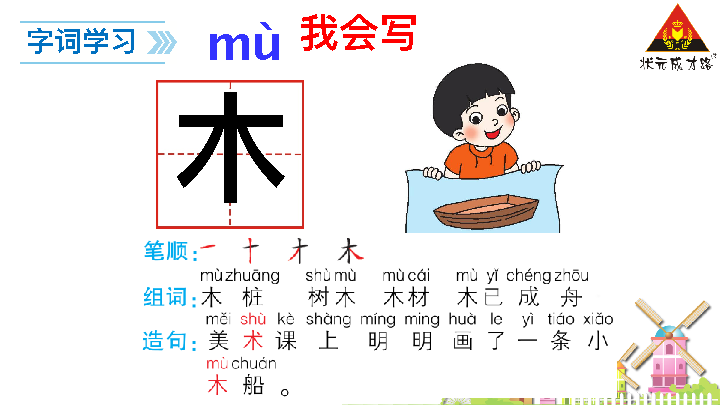 字词学习
mù 我会写
状元成才路
木
笔顺：一 十 才 木
mù zhuāng shù mù mù cái mù yǐ chéng zhōu
组词：木 桩 树 木 木 材 木 已 成 舟
měi shù kè shàng míng ming huà le yì tiáo xiǎo
造句：美 术 课 上 明 明 画 了 一 条 小
mù chuán
木 船 。